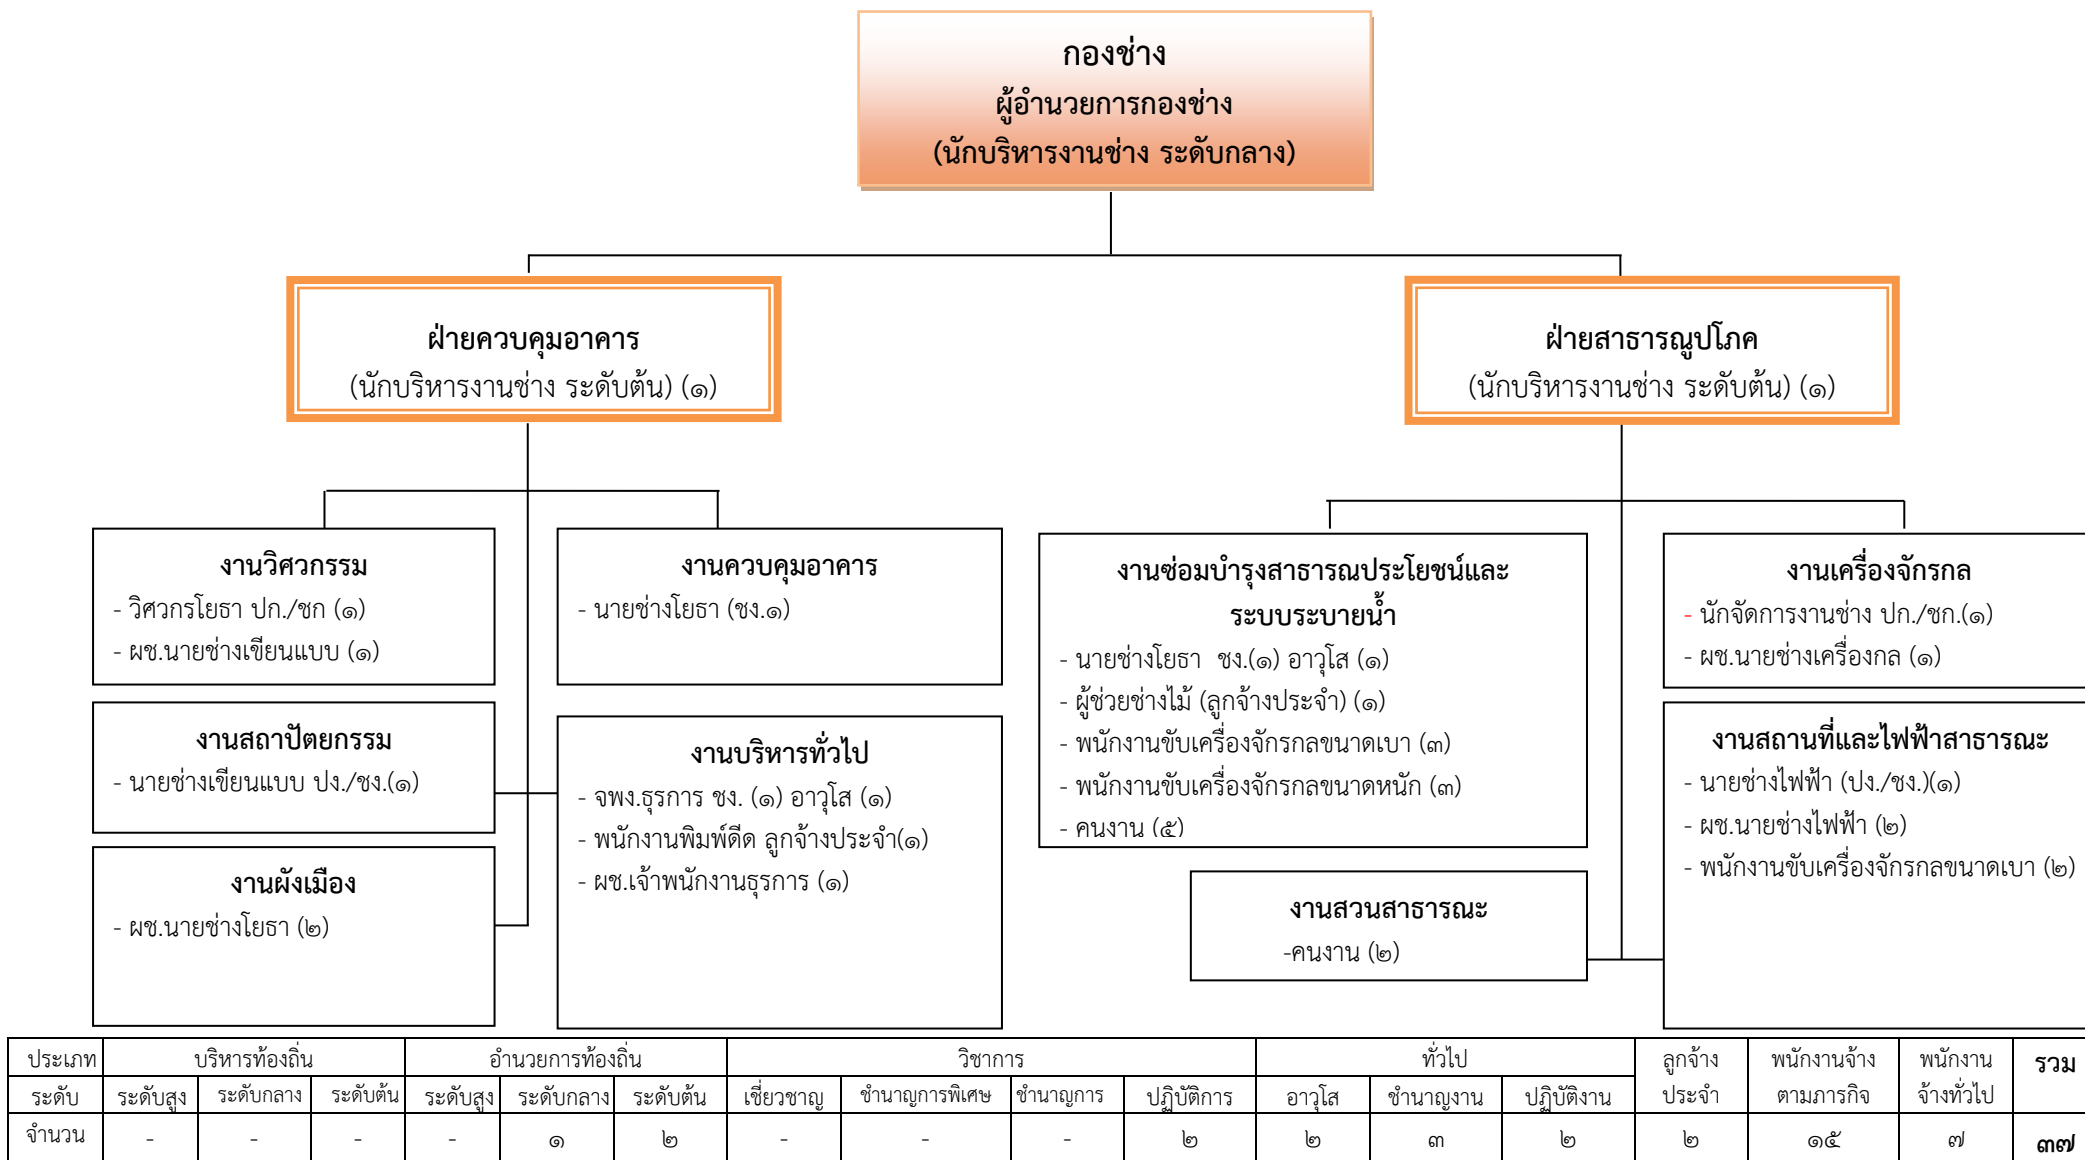 กองช่าง
ผู้อำนวยการกองช่าง
(นักบริหารงานช่าง ระดับกลาง)
ฝ่ายควบคุมอาคาร
(นักบริหารงานช่าง ระดับต้น) (๑)
ฝ่ายสาธารณูปโภค
(นักบริหารงานช่าง ระดับต้น) (๑)
งานวิศวกรรม
- วิศวกรโยธา ปก./ชก (๑)
- ผช.นายช่างเขียนแบบ (๑)
งานควบคุมอาคาร
- นายช่างโยธา (ชง.๑)
งานสถาปัตยกรรม
- นายช่างเขียนแบบ ปง./ชง.(๑)
งานบริหารทั่วไป
- จพง.ธุรการ ชง. (๑) อาวุโส (๑)
- พนักงานพิมพ์ดีด ลูกจ้างประจำ(๑)
- ผช.เจ้าพนักงานธุรการ (๑)
งานผังเมือง
- ผช.นายช่างโยธา (๒)
งานซ่อมบำรุงสาธารณประโยชน์และ
ระบบระบายน้ำ
- นายช่างโยธา ชง.(๑) อาวุโส (๑)
- ผู้ช่วยช่างไม้ (ลูกจ้างประจำ) (๑)
- พนักงานขับเครื่องจักรกลขนาดเบา (๓)
- พนักงานขับเครื่องจักรกลขนาดหนัก (๓)
- คนงาน (๕)
งานเครื่องจักรกล
- นักจัดการงานช่าง ปก./ชก.(๑)
- ผช.นายช่างเครื่องกล (๑)
งานสถานที่และไฟฟ้าสาธารณะ
- นายช่างไฟฟ้า (ปง./ชง.)(๑)
- ผช.นายช่างไฟฟ้า (๒)
- พนักงานขับเครื่องจักรกลขนาดเบา (๒)
งานสวนสาธารณะ
-คนงาน (๒)
ประเภท บริหารท้องถิ่น อำนวยการท้องถิ่น วิชาการ ทั่วไป ลูกจ้าง พนักงานจ้าง พนักงาน รวม
ระดับ ระดับสูง ระดับกลาง ระดับต้น ระดับสูง ระดับกลาง ระดับต้น เชี่ยวชาญ ชำนาญการพิเศษ ชำนาญการ ปฏิบัติการ อาวุโส ชำนาญงาน ปฏิบัติงาน ประจำ ตามภารกิจ จ้างทั่วไป
จำนวน - - - - ๑ ๒ - - - ๒ ๒ ๓ ๒ ๒ ๑๕ ๗ ๓๗